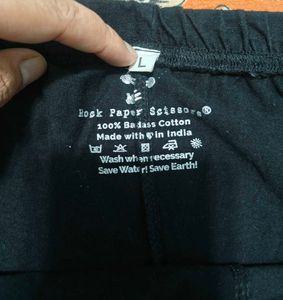 L
Rock Paper Scissors®
100% Badass Cotton
Made with in India
Wash when necessary
Save Water! Save Earth!